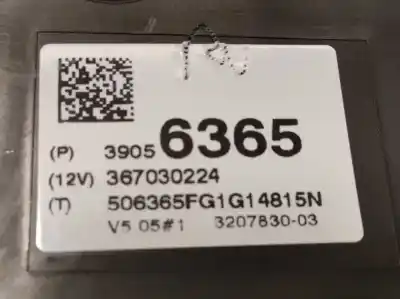 (P) 3905 6365
(12V) 367030224
(T) 506365FG1G14815N
V5 05#1 3207830-03